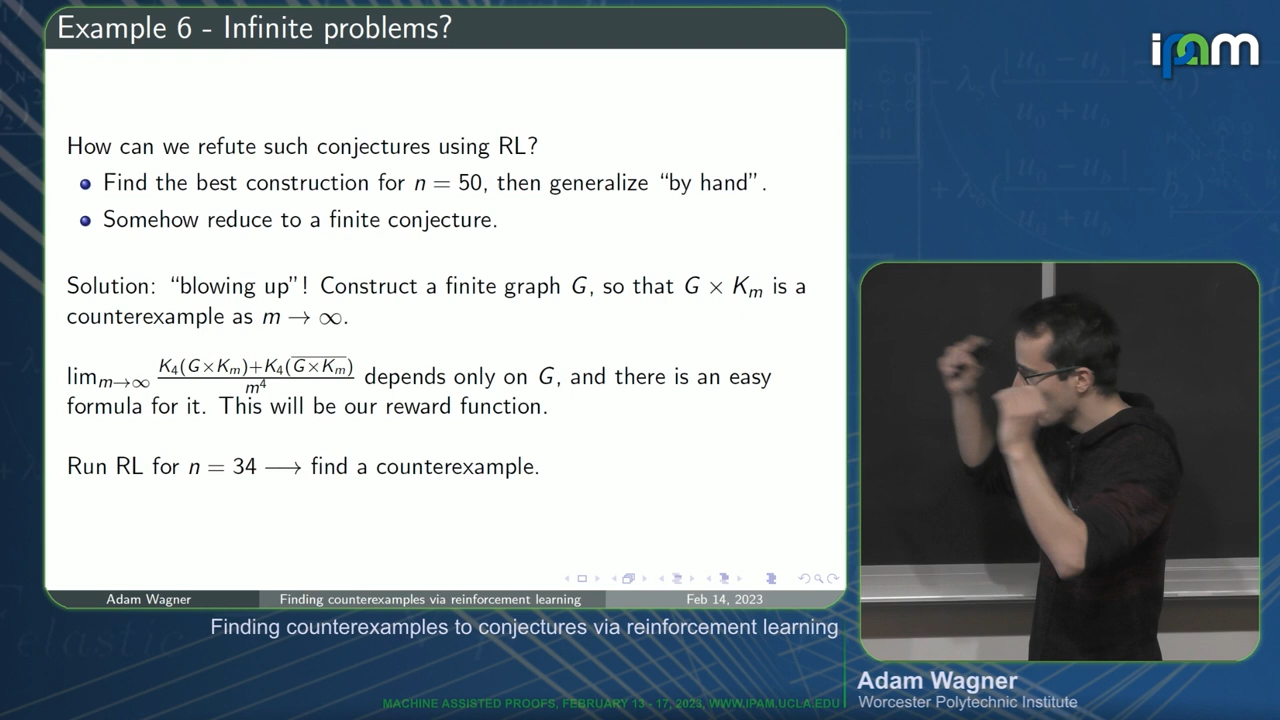 Example 6 - Infinite problems?
ipam
How can we refute such conjectures using RL?
Find the best construction for n = 50, then generalize “by hand”.
Somehow reduce to a finite conjecture.
Solution: “blowing up”! Construct a finite graph G, so that G × K_m is a
counterexample as m → ∞.
lim_{m→∞} \frac{K_4(G×K_m)+K_4(\overline{G×K_m})}{m^4} depends only on G, and there is an easy
formula for it. This will be our reward function.
Run RL for n = 34 ⟶ find a counterexample.
Adam Wagner Finding counterexamples via reinforcement learning Feb 14, 2023
Finding counterexamples to conjectures via reinforcement learning
Adam Wagner
Worcester Polytechnic Institute
MACHINE ASSISTED PROOFS, FEBRUARY 13 - 17, 2023, WWW.IPAM.UCLA.EDU